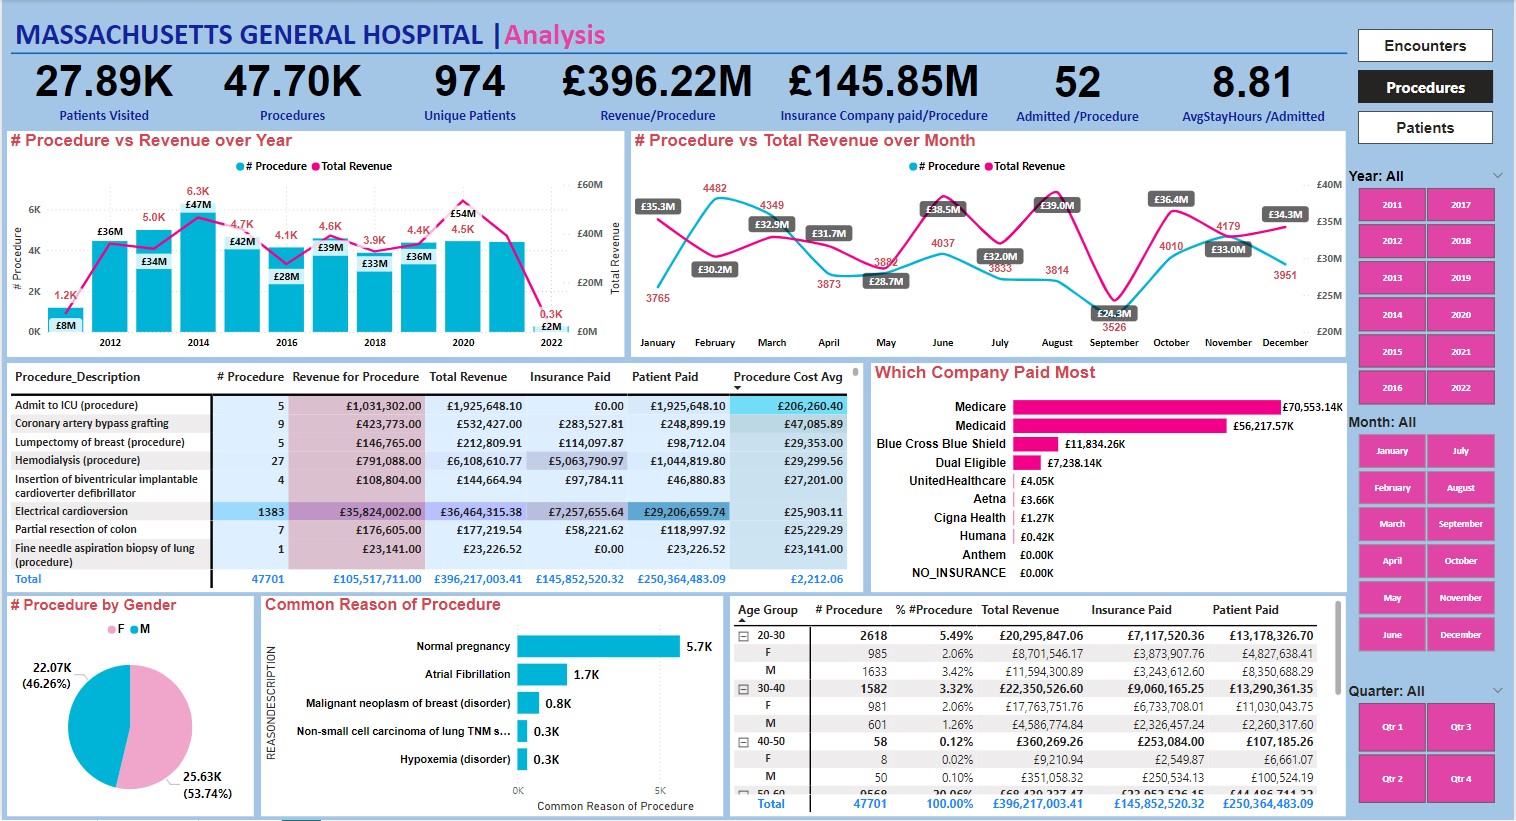 MASSACHUSETTS GENERAL HOSPITAL |Analysis
27.89K 47.70K 974 £396.22M £145.85M 52 8.81
Patients Visited Procedures Unique Patients Revenue/Procedure Insurance Company paid/Procedure Admitted /Procedure AvgStayHours /Admitted
Encounters
Procedures
Patients
# Procedure vs Revenue over Year
# Procedure Total Revenue
# Procedure
6K
4K
2K
0K
£60M
£40M
£20M
£0M
Total Revenue
1.2K 5.0K 6.3K 4.7K 4.1K 4.6K 3.9K 4.4K 4.5K 0.3K
£8M £36M £34M £47M £42M £28M £39M £33M £36M £54M £2M
2012 2014 2016 2018 2020 2022
# Procedure vs Total Revenue over Month
# Procedure Total Revenue
£40M
£35M
£30M
£25M
£20M
3765 4482 4349 3873 3882 4037 3833 3814 3526 4010 4179 3951
£35.3M £30.2M £32.9M £31.7M £28.7M £38.5M £32.0M £39.0M £24.3M £36.4M £33.0M £34.3M
January February March April May June July August September October November December
Procedure_Description # Procedure Revenue for Procedure Total Revenue Insurance Paid Patient Paid Procedure Cost Avg
Admit to ICU (procedure) 5 £1,031,302.00 £1,925,648.10 £0.00 £1,925,648.10 £206,260.40
Coronary artery bypass grafting 9 £423,773.00 £532,427.00 £283,527.81 £248,899.19 £47,085.89
Lumpectomy of breast (procedure) 5 £146,765.00 £212,809.91 £114,097.87 £98,712.04 £29,353.00
Hemodialysis (procedure) 27 £791,088.00 £6,108,610.77 £5,063,790.97 £1,044,819.80 £29,299.56
Insertion of biventricular implantable
cardioverter defibrillator 4 £108,804.00 £144,664.94 £97,784.11 £46,880.83 £27,201.00
Electrical cardioversion 1383 £35,824,002.00 £36,464,315.38 £7,257,655.64 £29,206,659.74 £25,903.11
Partial resection of colon 7 £176,605.00 £177,219.54 £58,221.62 £118,997.92 £25,229.29
Fine needle aspiration biopsy of lung
(procedure) 1 £23,141.00 £23,226.52 £0.00 £23,226.52 £23,141.00
Total 47701 £105,517,711.00 £396,217,003.41 £145,852,520.32 £250,364,483.09 £2,212.06
Which Company Paid Most
Medicare £70,553.14K
Medicaid £56,217.57K
Blue Cross Blue Shield £11,834.26K
Dual Eligible £7,238.14K
UnitedHealthcare £4.05K
Aetna £3.66K
Cigna Health £1.27K
Humana £0.42K
Anthem £0.00K
NO_INSURANCE £0.00K
# Procedure by Gender
F M
22.07K
(46.26%)
25.63K
(53.74%)
Common Reason of Procedure
REASONDESCRIPTION
Normal pregnancy 5.7K
Atrial Fibrillation 1.7K
Malignant neoplasm of breast (disorder) 0.8K
Non-small cell carcinoma of lung TNM s... 0.3K
Hypoxemia (disorder) 0.3K
0K 5K
Common Reason of Procedure
Age Group # Procedure % #Procedure Total Revenue Insurance Paid Patient Paid
20-30 2618 5.49% £20,295,847.06 £7,117,520.36 £13,178,326.70
F 985 2.06% £8,701,546.17 £3,873,907.76 £4,827,638.41
M 1633 3.42% £11,594,300.89 £3,243,612.60 £8,350,688.29
30-40 1582 3.32% £22,350,526.60 £9,060,165.25 £13,290,361.35
F 981 2.06% £17,763,751.76 £6,733,708.01 £11,030,043.75
M 601 1.26% £4,586,774.84 £2,326,457.24 £2,260,317.60
40-50 58 0.12% £360,269.26 £253,084.00 £107,185.26
F 8 0.02% £9,210.94 £2,549.87 £6,661.07
M 50 0.10% £351,058.32 £250,534.13 £100,524.19
Total 47701 100.00% £396,217,003.41 £145,852,520.32 £250,364,483.09
Year: All
2011 2017
2012 2018
2013 2019
2014 2020
2015 2021
2016 2022
Month: All
January July
February August
March September
April October
May November
June December
Quarter: All
Qtr 1 Qtr 3
Qtr 2 Qtr 4